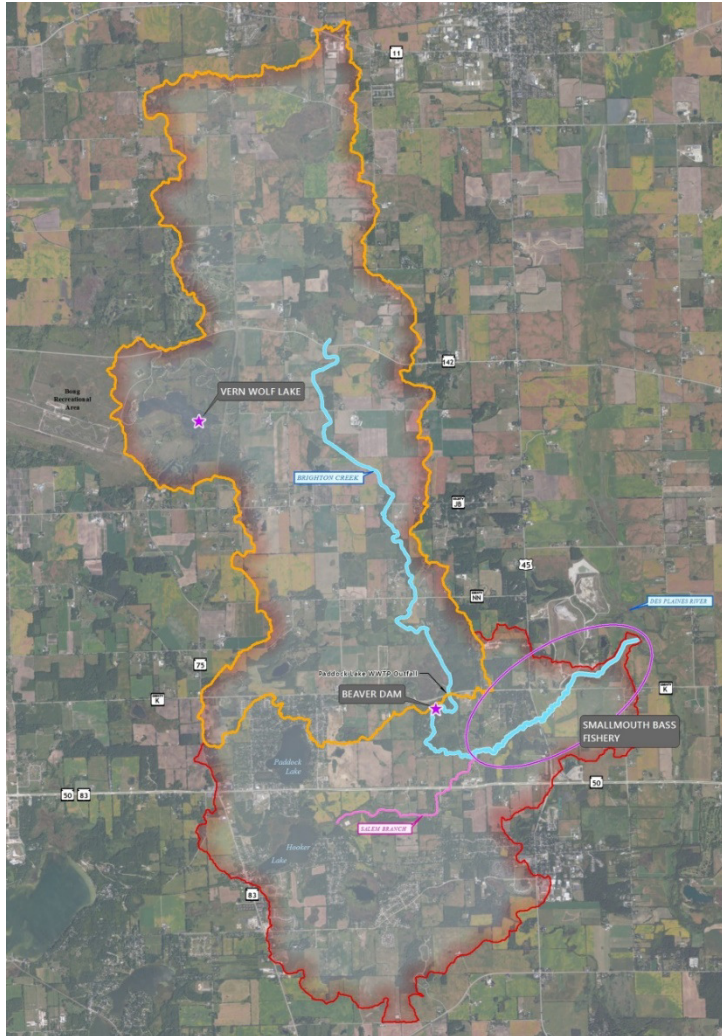 11
VERN WOLF LAKE
Bong
Recreational
Area
142
BRIGHTON CREEK
JB
45
NN
DES PLAINES RIVER
75
Paddock Lake WWTP Outfall
K
BEAVER DAM
K
SMALLMOUTH BASS
FISHERY
Paddock
Lake
50 83
50
SALEM BRANCH
Hooker
Lake
83